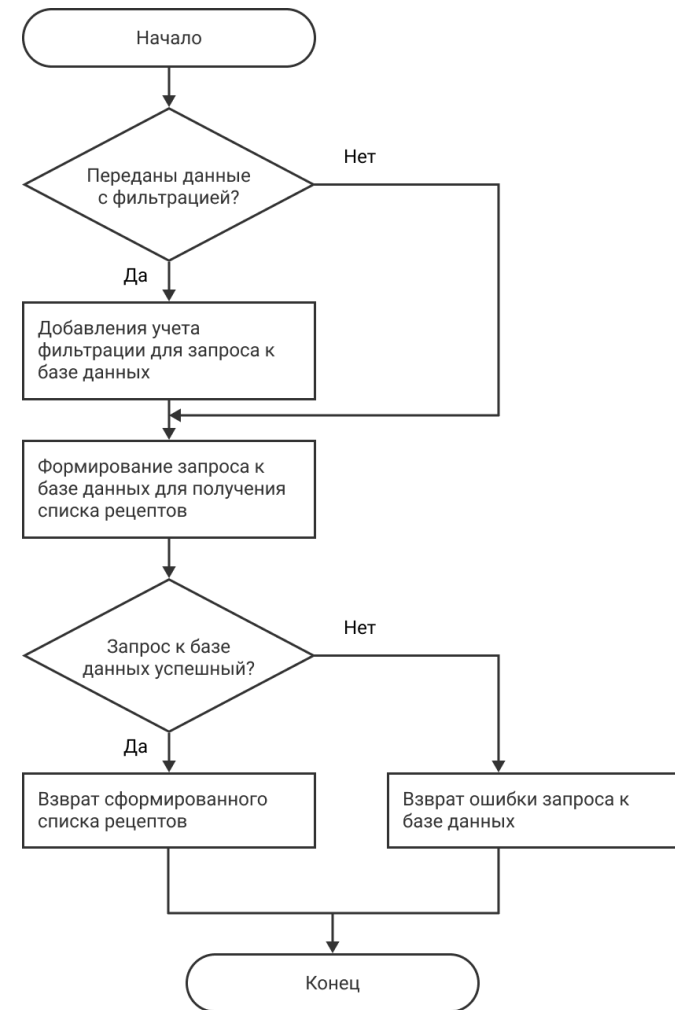 Начало
Нет
Переданы данные
с фильтрацией?
Да
Добавления учета
фильтрации для запроса к
базе данных
Формирование запроса к
базе данных для получения
списка рецептов
Нет
Запрос к базе
данных успешный?
Да
Взврат сформированного
списка рецептов
Взврат ошибки запроса к
базе данных
Конец